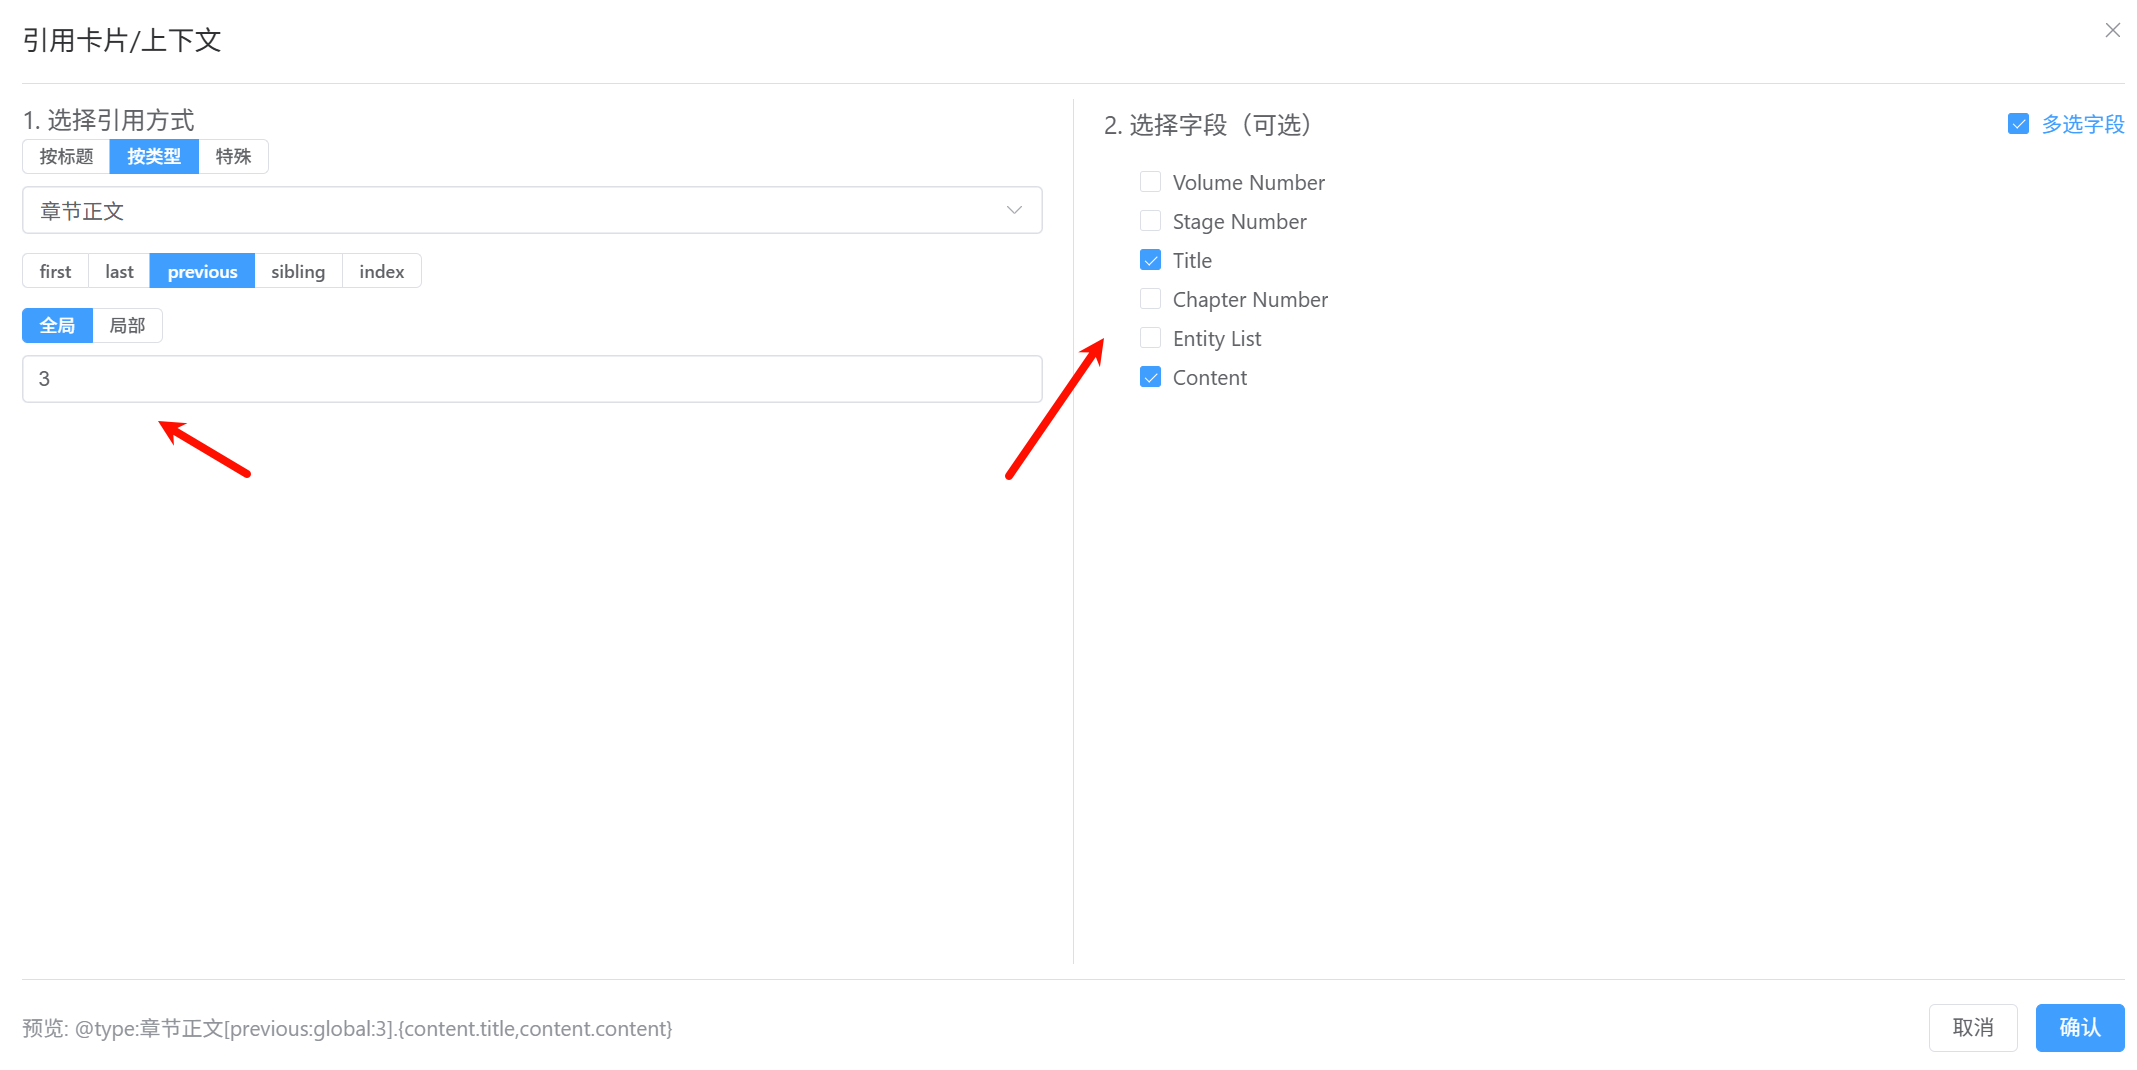 引用卡片/上下文
1. 选择引用方式
按标题 按类型 特殊
章节正文
first last previous sibling index
全局 局部
3
2. 选择字段（可选）
多选字段
Volume Number
Stage Number
Title
Chapter Number
Entity List
Content
预览: @type:章节正文[previous:global:3].{content.title,content.content}
取消 确认